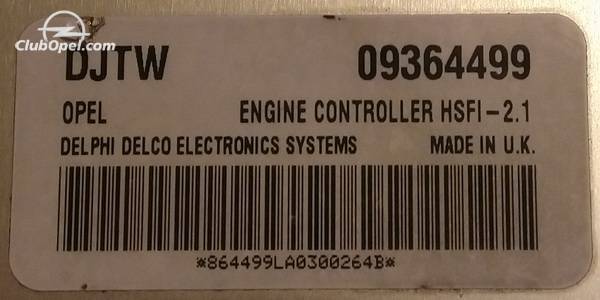 ClubOpel.com
DJTW 09364499
OPEL ENGINE CONTROLLER HSFI-2.1
DELPHI DELCO ELECTRONICS SYSTEMS MADE IN U.K.
*864499LA0300264B*